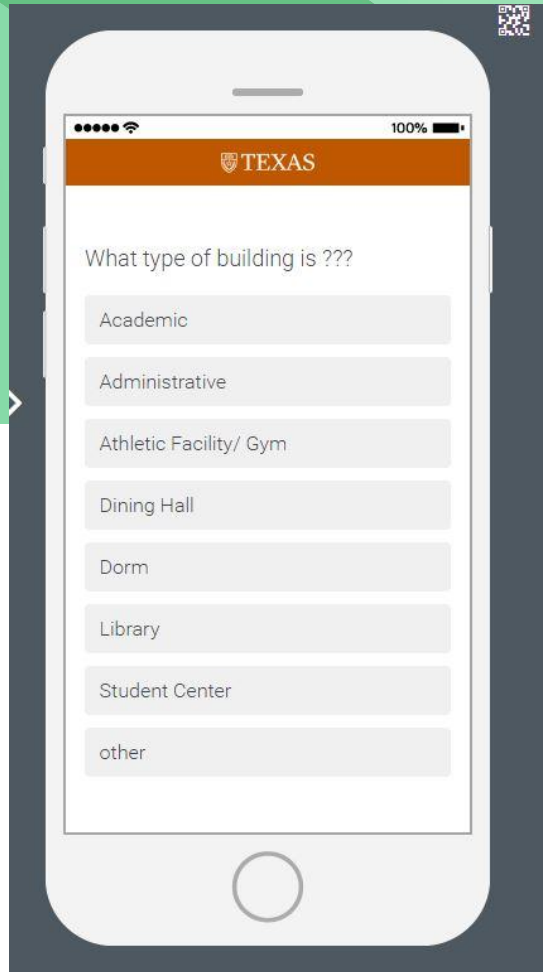 100%
TEXAS
What type of building is ???
Academic
Administrative
Athletic Facility/ Gym
Dining Hall
Dorm
Library
Student Center
other